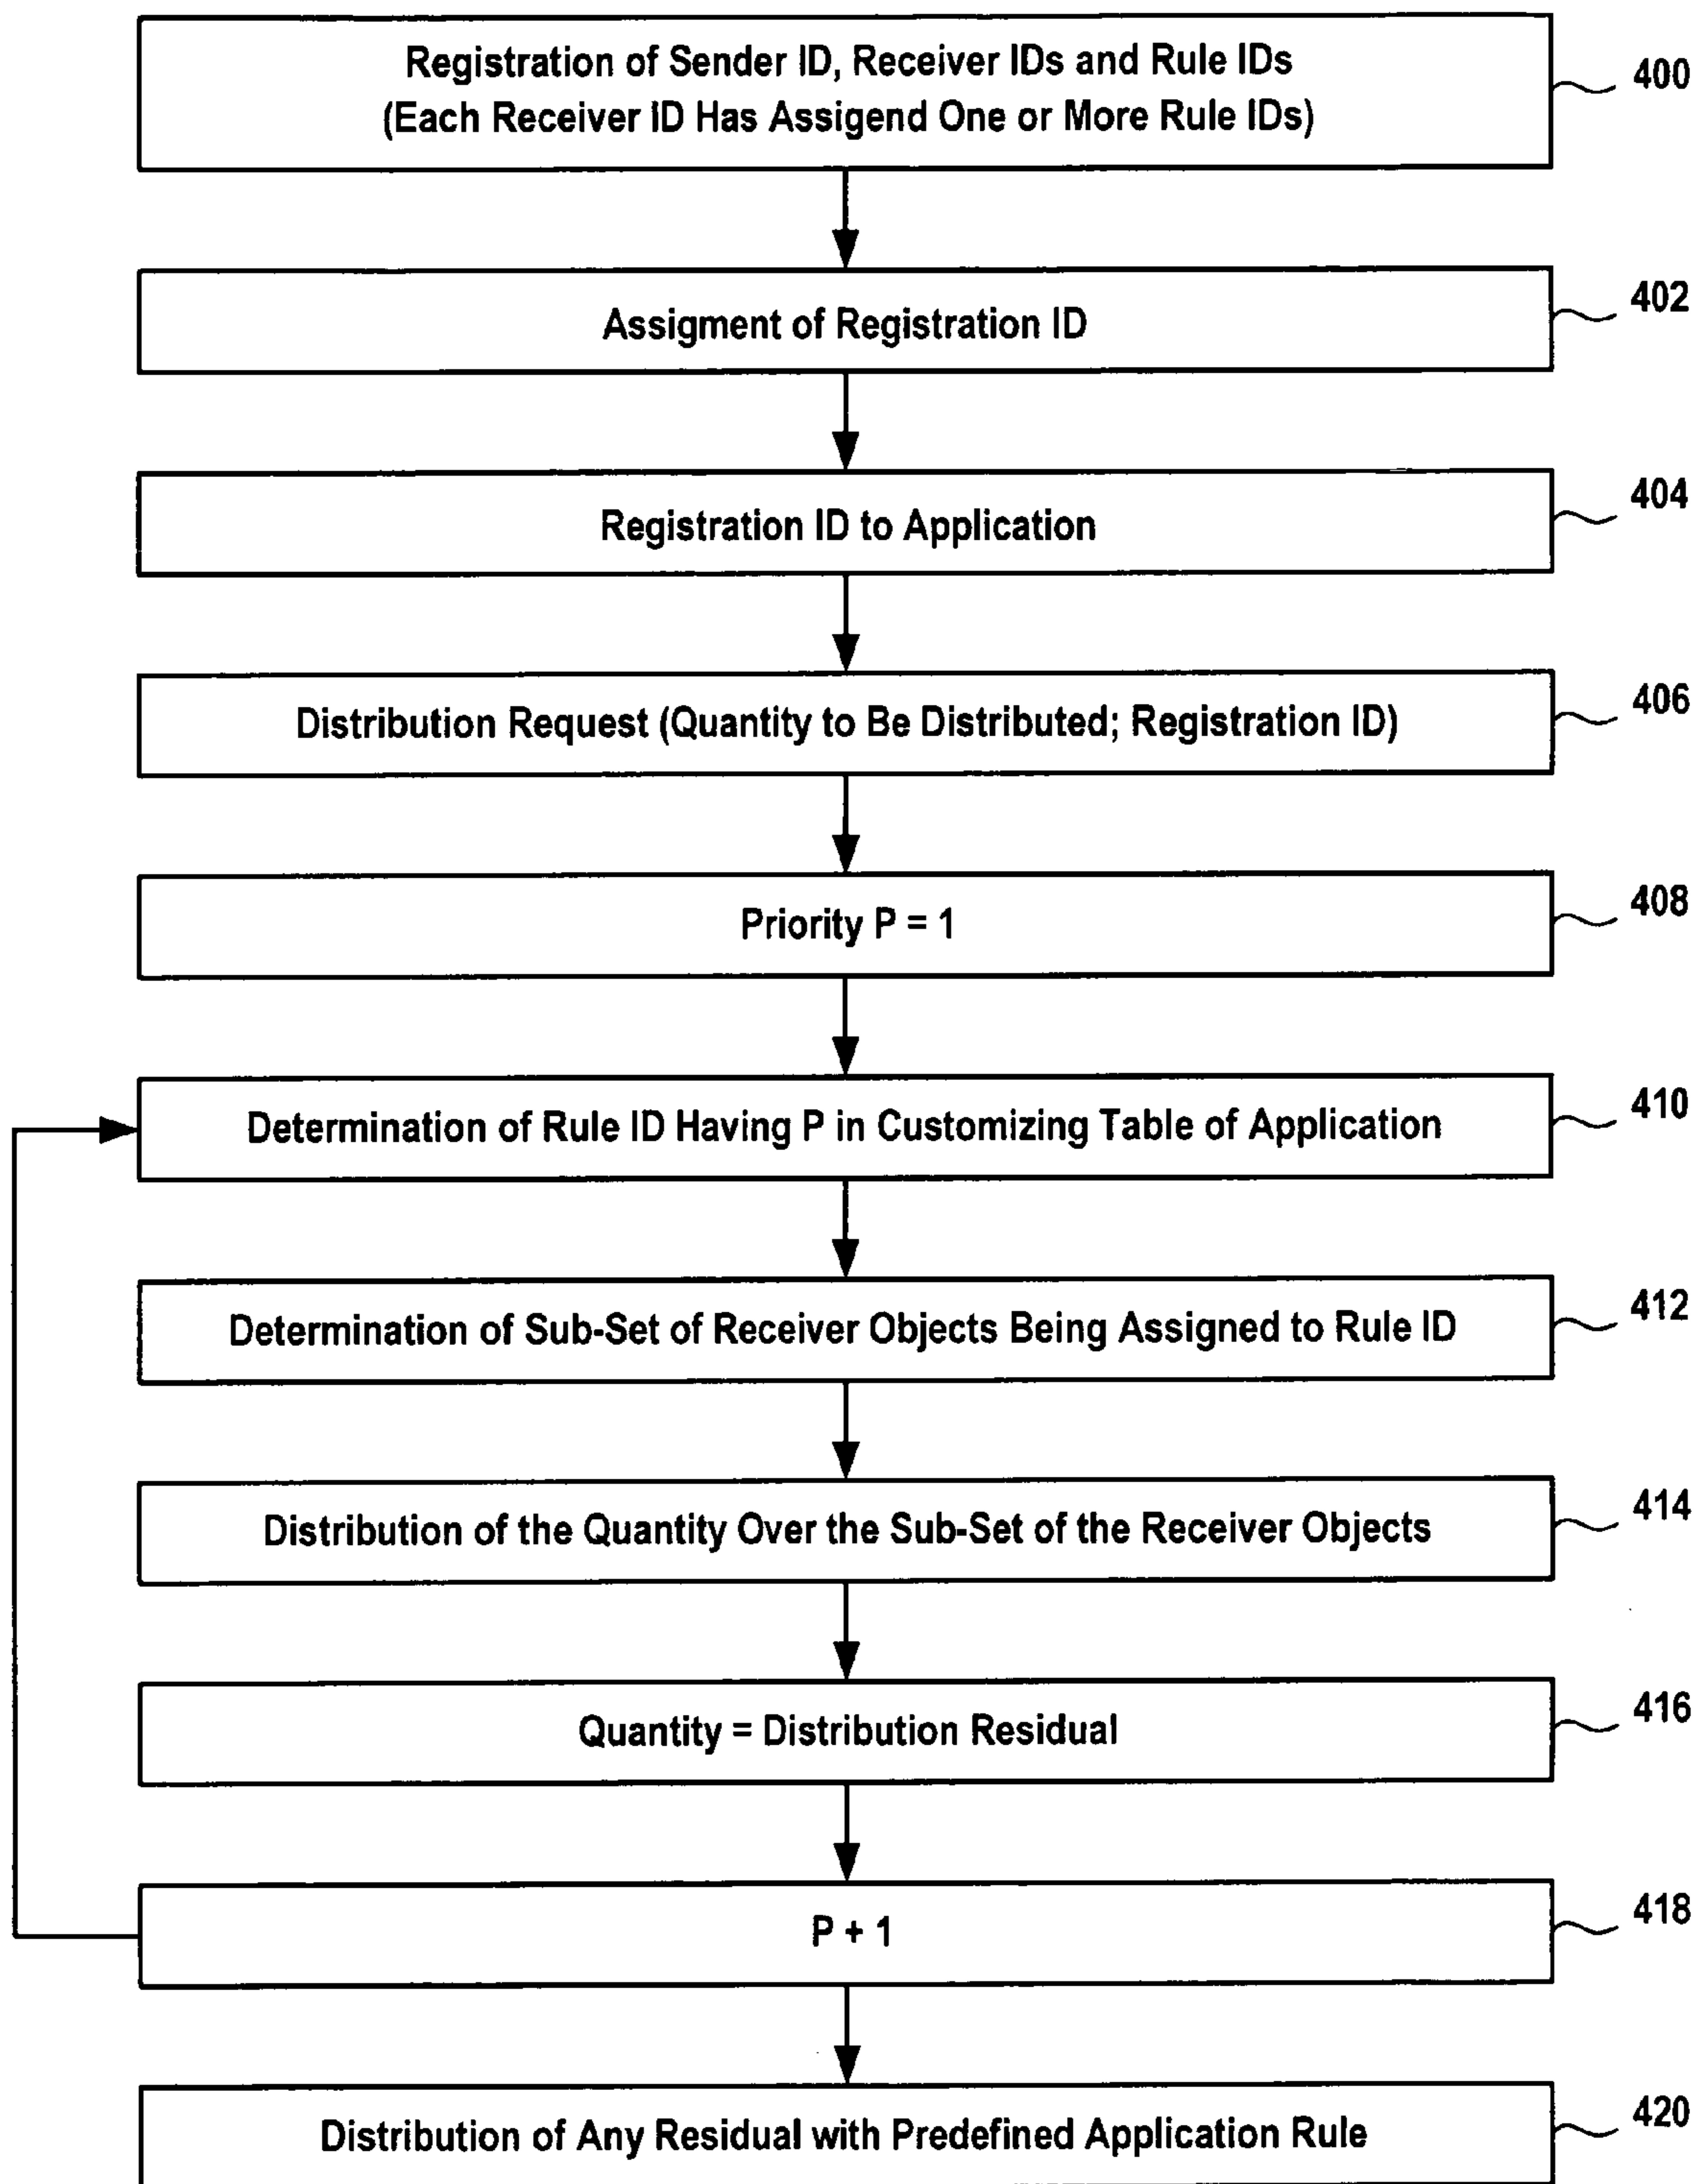 Registration of Sender ID, Receiver IDs and Rule IDs
(Each Receiver ID Has Assigend One or More Rule IDs)
400
Assigment of Registration ID
402
Registration ID to Application
404
Distribution Request (Quantity to Be Distributed; Registration ID)
406
Priority P = 1
408
Determination of Rule ID Having P in Customizing Table of Application
410
Determination of Sub-Set of Receiver Objects Being Assigned to Rule ID
412
Distribution of the Quantity Over the Sub-Set of the Receiver Objects
414
Quantity = Distribution Residual
416
P + 1
418
Distribution of Any Residual with Predefined Application Rule
420